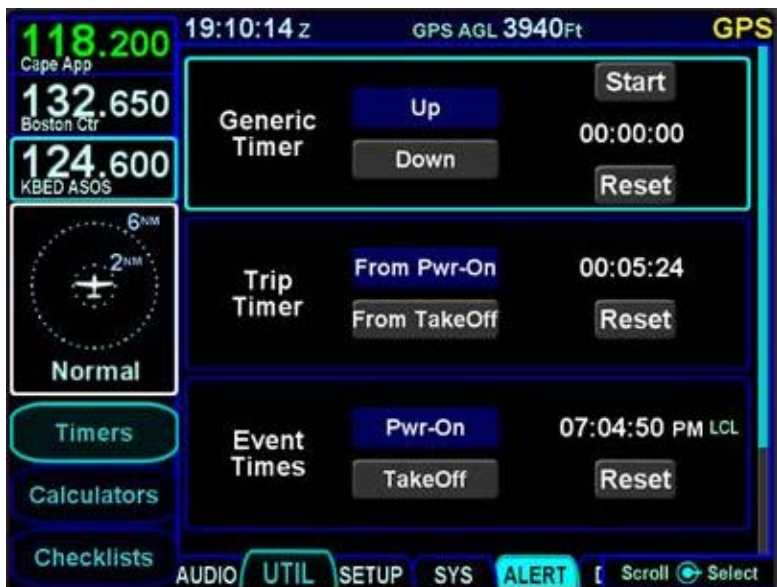 118.200
Cape App
132.650
Boston Ctr
124.600
KBED ASOS
6NM
2NM
Normal
Timers
Calculators
Checklists
19:10:14 Z GPS AGL 3940Ft GPS
Generic
Timer
Up
Down
Start
00:00:00
Reset
Trip
Timer
From Pwr-On
From TakeOff
00:05:24
Reset
Event
Times
Pwr-On
TakeOff
07:04:50 PM LCL
Reset
AUDIO UTIL SETUP SYS ALERT Scroll Select